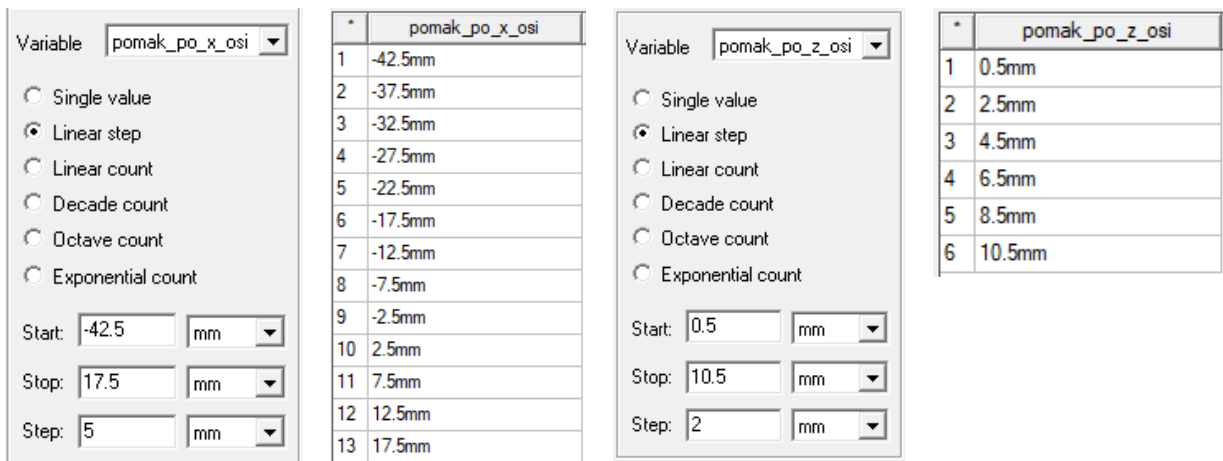 Variable pomak_po_x_osi
Single value
Linear step
Linear count
Decade count
Octave count
Exponential count
Start: -42.5 mm
Stop: 17.5 mm
Step: 5 mm
* pomak_po_x_osi
1 -42.5mm
2 -37.5mm
3 -32.5mm
4 -27.5mm
5 -22.5mm
6 -17.5mm
7 -12.5mm
8 -7.5mm
9 -2.5mm
10 2.5mm
11 7.5mm
12 12.5mm
13 17.5mm
Variable pomak_po_z_osi
Single value
Linear step
Linear count
Decade count
Octave count
Exponential count
Start: 0.5 mm
Stop: 10.5 mm
Step: 2 mm
* pomak_po_z_osi
1 0.5mm
2 2.5mm
3 4.5mm
4 6.5mm
5 8.5mm
6 10.5mm